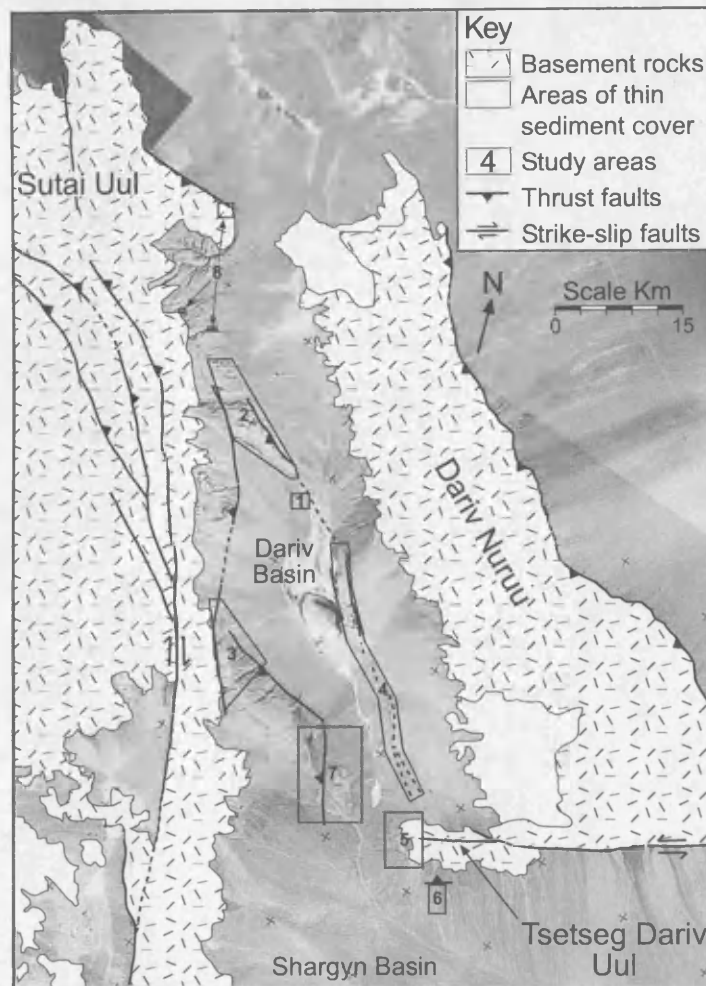 Key
Basement rocks
Areas of thin
sediment cover
4 Study areas
Thrust faults
Strike-slip faults
N
Scale Km
0 15
Sutai Uul
8
2
1
Dariv
Basin
Dariv Nuruu
3
4
7
5
6
Tsetseg Dariv
Uul
Shargyn Basin